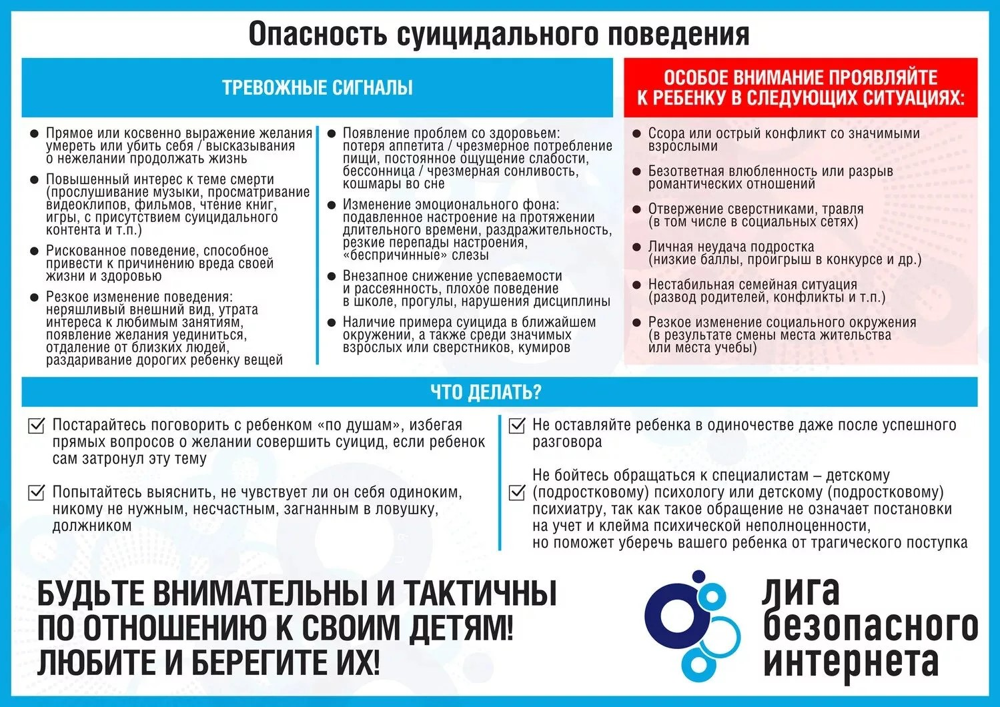 Опасность суицидального поведения
ТРЕВОЖНЫЕ СИГНАЛЫ
Прямое или косвенно выражение желания
умереть или убить себя / высказывания
о нежелании продолжать жизнь
Повышенный интерес к теме смерти
(прослушивание музыки, просматривание
видеоклипов, фильмов, чтение книг,
игры, с присутствием суицидального
контента и т.п.)
Рискованное поведение, способное
привести к причинению вреда своей
жизни и здоровью
Резкое изменение поведения:
неряшливый внешний вид, утрата
интереса к любимым занятиям,
появление желания уединиться,
отдаление от близких людей,
раздаривание дорогих ребенку вещей
Появление проблем со здоровьем:
потеря аппетита / чрезмерное потребление
пищи, постоянное ощущение слабости,
бессонница / чрезмерная сонливость,
кошмары во сне
Изменение эмоционального фона:
подавленное настроение на протяжении
длительного времени, раздражительность,
резкие перепады настроения,
«беспричинные» слезы
Внезапное снижение успеваемости
и рассеянность, плохое поведение
в школе, прогулы, нарушения дисциплины
Наличие примера суицида в ближайшем
окружении, а также среди значимых
взрослых или сверстников, кумиров
ОСОБОЕ ВНИМАНИЕ ПРОЯВЛЯЙТЕ
К РЕБЕНКУ В СЛЕДУЮЩИХ СИТУАЦИЯХ:
Ссора или острый конфликт со значимыми
взрослыми
Безответная влюбленность или разрыв
романтических отношений
Отвержение сверстниками, травля
(в том числе в социальных сетях)
Личная неудача подростка
(низкие баллы, проигрыш в конкурсе и др.)
Нестабильная семейная ситуация
(развод родителей, конфликты и т.п.)
Резкое изменение социального окружения
(в результате смены места жительства
или места учебы)
ЧТО ДЕЛАТЬ?
Постарайтесь поговорить с ребенком «по душам», избегая
прямых вопросов о желании совершить суицид, если ребенок
сам затронул эту тему
Попытайтесь выяснить, не чувствует ли он себя одиноким,
никому не нужным, несчастным, загнанным в ловушку,
должником
Не оставляйте ребенка в одиночестве даже после успешного
разговора
Не бойтесь обращаться к специалистам – детскому
(подростковому) психологу или детскому (подростковому)
психиатру, так как такое обращение не означает постановки
на учет и клейма психической неполноценности,
но поможет уберечь вашего ребенка от трагического поступка
БУДЬТЕ ВНИМАТЕЛЬНЫ И ТАКТИЧНЫ
ПО ОТНОШЕНИЮ К СВОИМ ДЕТЯМ!
ЛЮБИТЕ И БЕРЕГИТЕ ИХ!
лига
безопасного
интернета